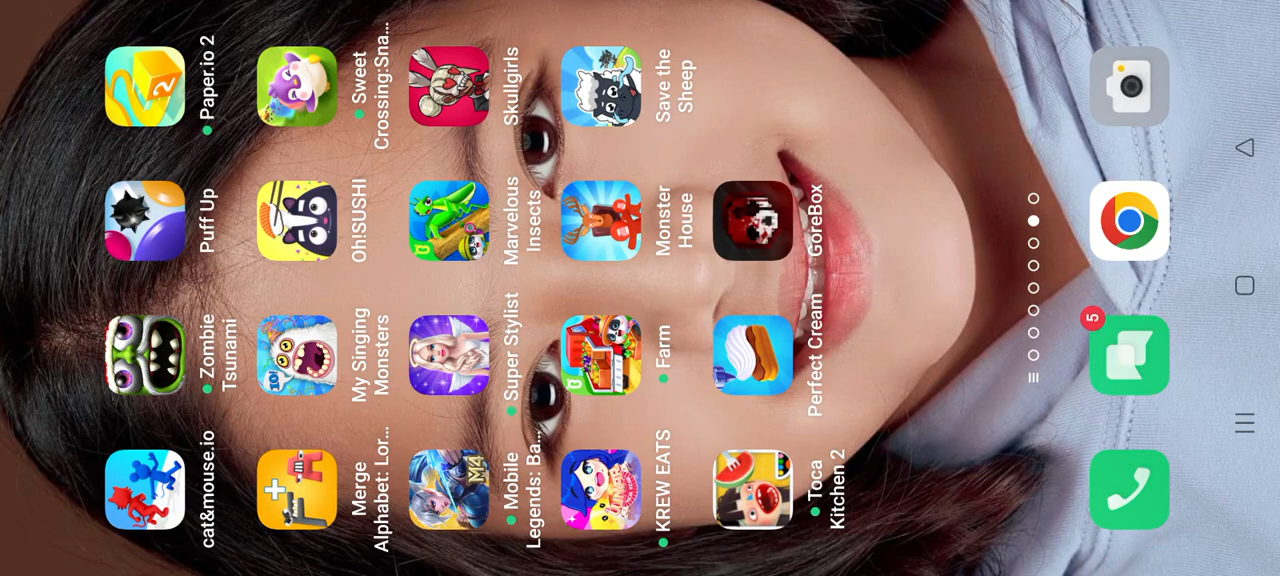 cat&mouse.io
Zombie
Tsunami
Puff Up
Paper.io 2
Merge
Alphabet: Lor...
My Singing
Monsters
Oh!SUSHI
Sweet
Crossing:Sna...
Mobile
Legends: Ba...
Super Stylist
Marvelous
Insects
Skullgirls
KREW EATS
Farm
Monster
House
Save the
Sheep
Toca
Kitchen 2
Perfect Cream
GoreBox
5